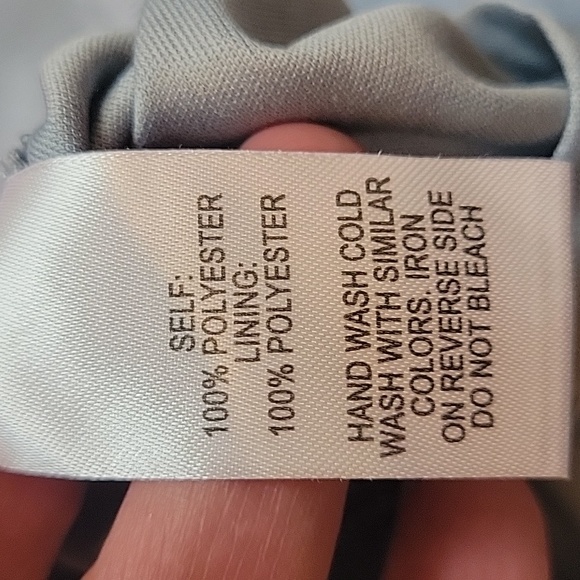 SELF:
100% POLYESTER
LINING:
100% POLYESTER
HAND WASH COLD
WASH WITH SIMILAR
COLORS. IRON
ON REVERSE SIDE
DO NOT BLEACH